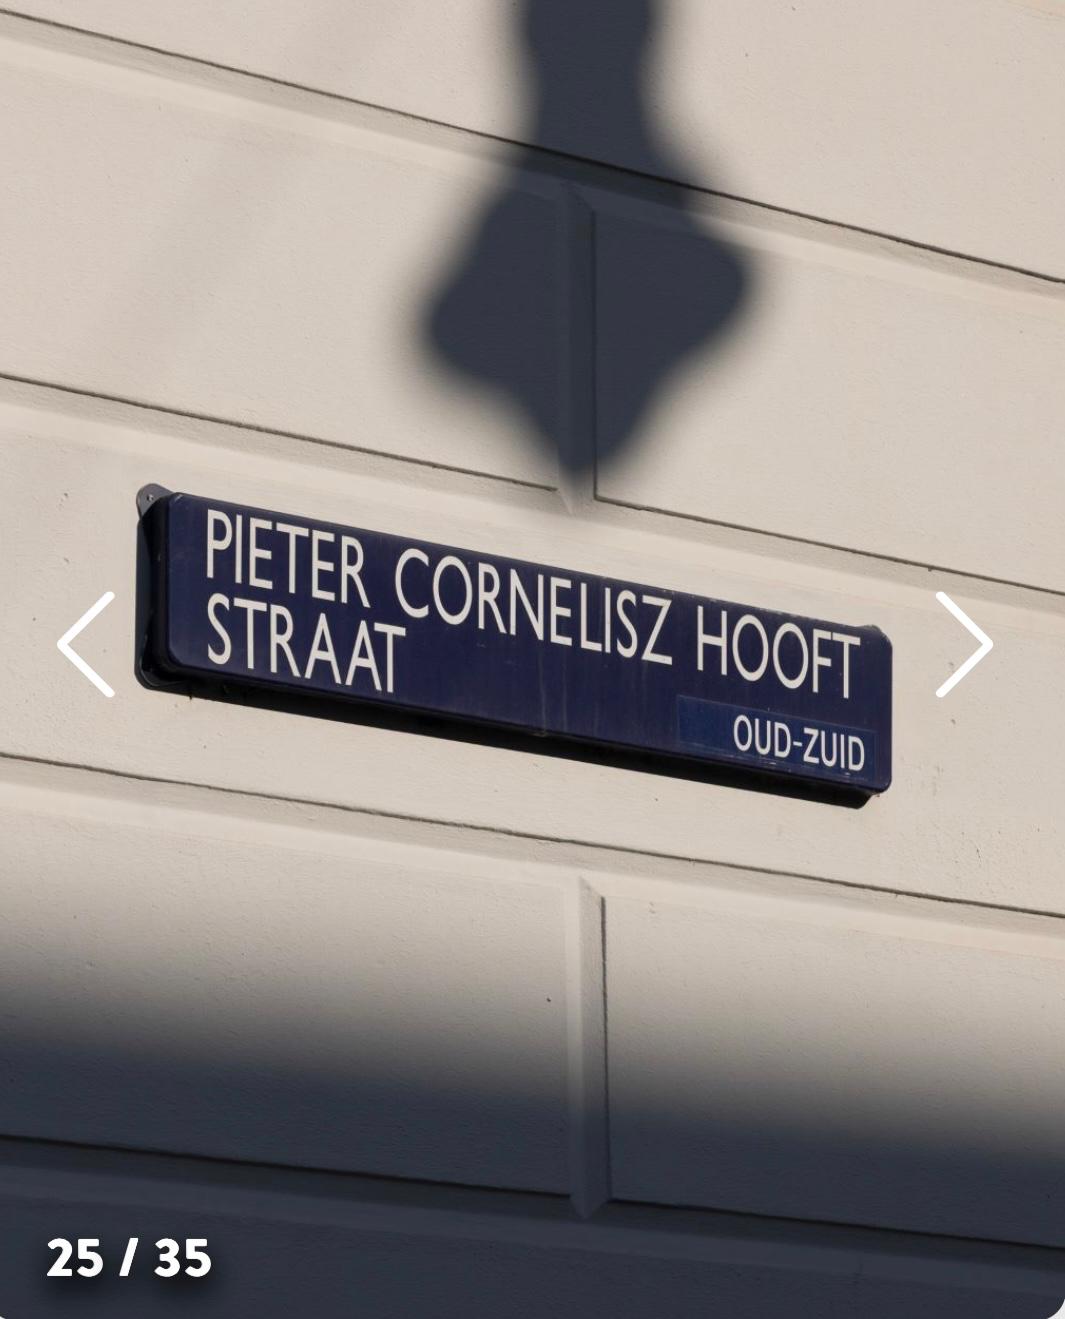 PIETER CORNELISZ HOOFT
STRAAT
OUD-ZUID
25 / 35